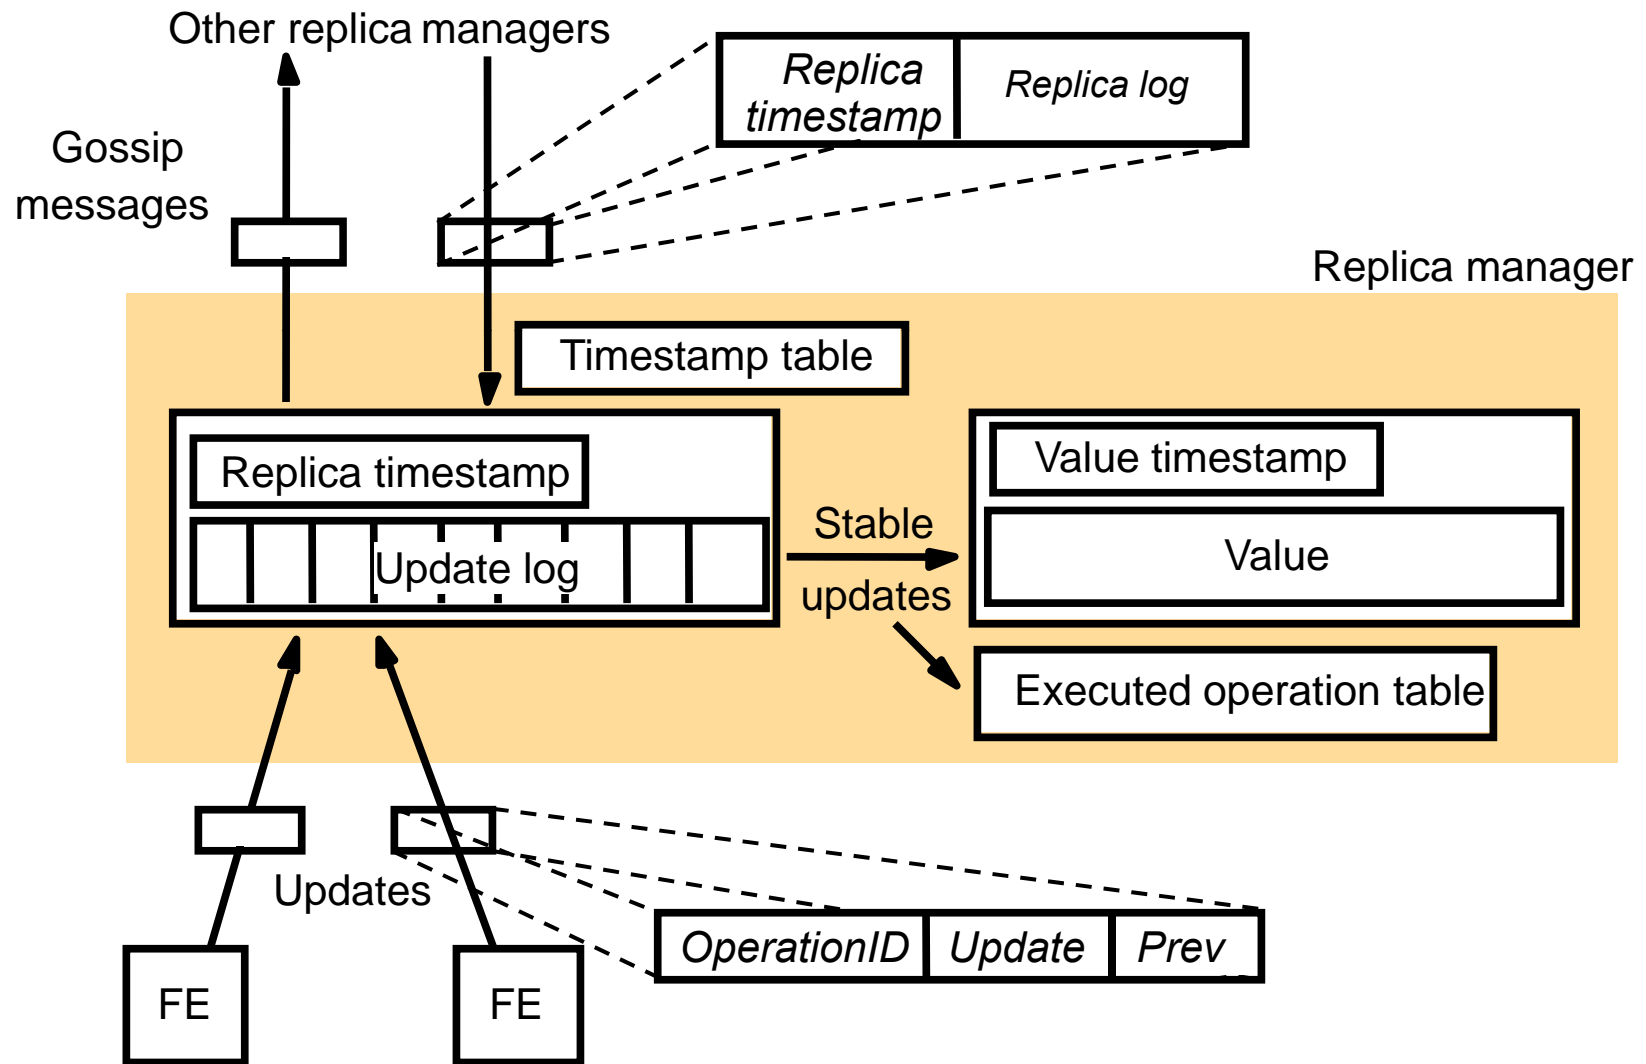 Other replica managers
Replica
timestamp
Replica log
Gossip
messages
Replica manager
Timestamp table
Replica timestamp
Value timestamp
Stable
updates
Update log
Value
Executed operation table
Updates
OperationID
Update
Prev
FE
FE